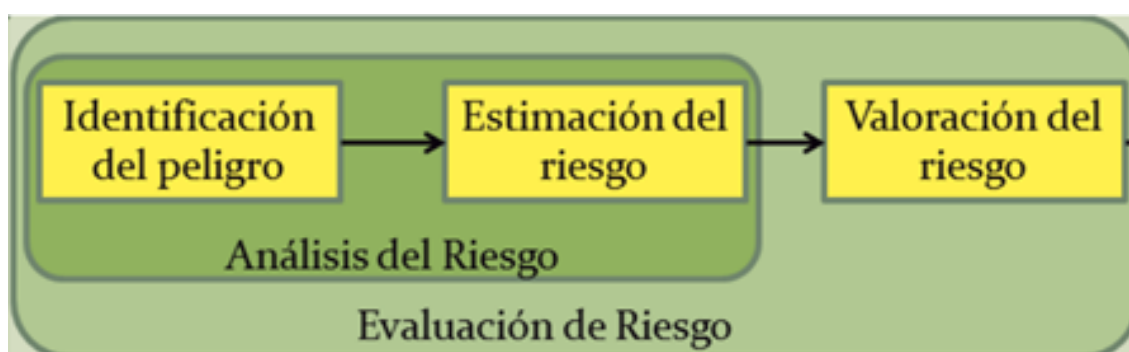 Identificación
del peligro
Estimación del
riesgo
Valoración del
riesgo
Análisis del Riesgo
Evaluación de Riesgo